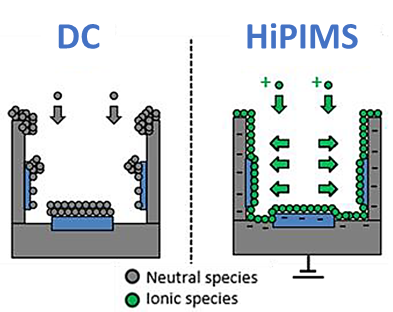 DC
HiPIMS
+ +
Neutral species
Ionic species